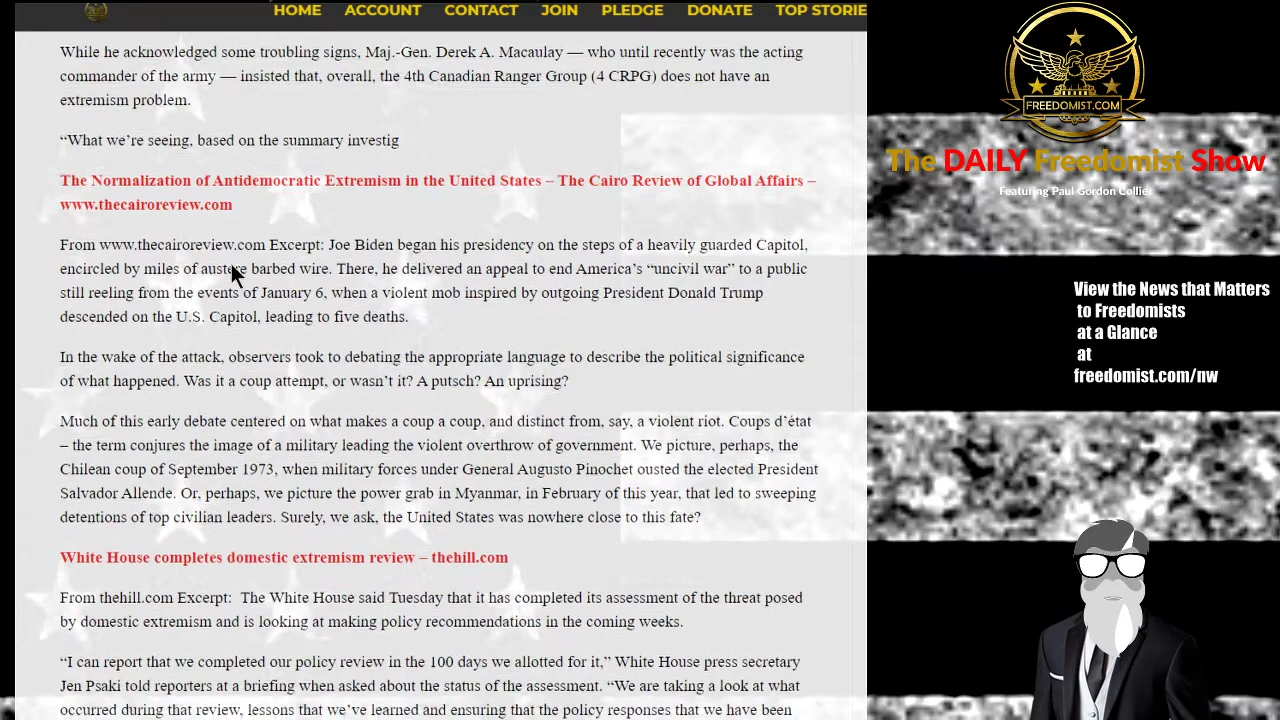 HOME ACCOUNT CONTACT JOIN PLEDGE DONATE TOP STORIE
While he acknowledged some troubling signs, Maj.-Gen. Derek A. Macaulay — who until recently was the acting
commander of the army — insisted that, overall, the 4th Canadian Ranger Group (4 CRPG) does not have an
extremism problem.
“What we’re seeing, based on the summary investig
The Normalization of Antidemocratic Extremism in the United States – The Cairo Review of Global Affairs –
www.thecairoreview.com
From www.thecairoreview.com Excerpt: Joe Biden began his presidency on the steps of a heavily guarded Capitol,
encircled by miles of austere barbed wire. There, he delivered an appeal to end America’s “uncivil war” to a public
still reeling from the events of January 6, when a violent mob inspired by outgoing President Donald Trump
descended on the U.S. Capitol, leading to five deaths.
In the wake of the attack, observers took to debating the appropriate language to describe the political significance
of what happened. Was it a coup attempt, or wasn’t it? A putsch? An uprising?
Much of this early debate centered on what makes a coup a coup, and distinct from, say, a violent riot. Coups d’état
– the term conjures the image of a military leading the violent overthrow of government. We picture, perhaps, the
Chilean coup of September 1973, when military forces under General Augusto Pinochet ousted the elected President
Salvador Allende. Or, perhaps, we picture the power grab in Myanmar, in February of this year, that led to sweeping
detentions of top civilian leaders. Surely, we ask, the United States was nowhere close to this fate?
White House completes domestic extremism review – thehill.com
From thehill.com Excerpt: The White House said Tuesday that it has completed its assessment of the threat posed
by domestic extremism and is looking at making policy recommendations in the coming weeks.
“I can report that we completed our policy review in the 100 days we allotted for it,” White House press secretary
Jen Psaki told reporters at a briefing when asked about the status of the assessment. “We are taking a look at what
occurred during that review, lessons that we’ve learned and ensuring that the policy responses that we have been
FREEDOMIST.COM
The DAILY Freedomist Show
Featuring Paul Gordon Collie
View the News that Matters
to Freedomists
at a Glance
at
freedomist.com/nw